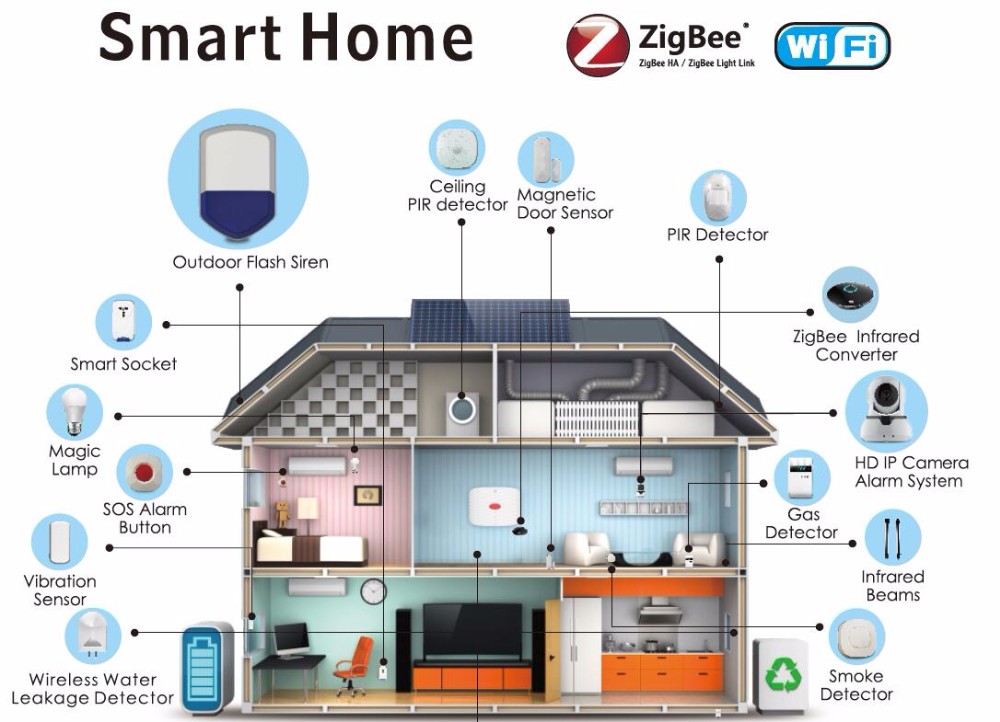 Smart Home
ZigBee®
ZigBee HA / ZigBee Light Link
WiFi
Ceiling
PIR detector
Magnetic
Door Sensor
PIR Detector
Outdoor Flash Siren
ZigBee Infrared
Converter
Smart Socket
Magic
Lamp
HD IP Camera
Alarm System
SOS Alarm
Button
Gas
Detector
Vibration
Sensor
Infrared
Beams
Wireless Water
Leakage Detector
Smoke
Detector